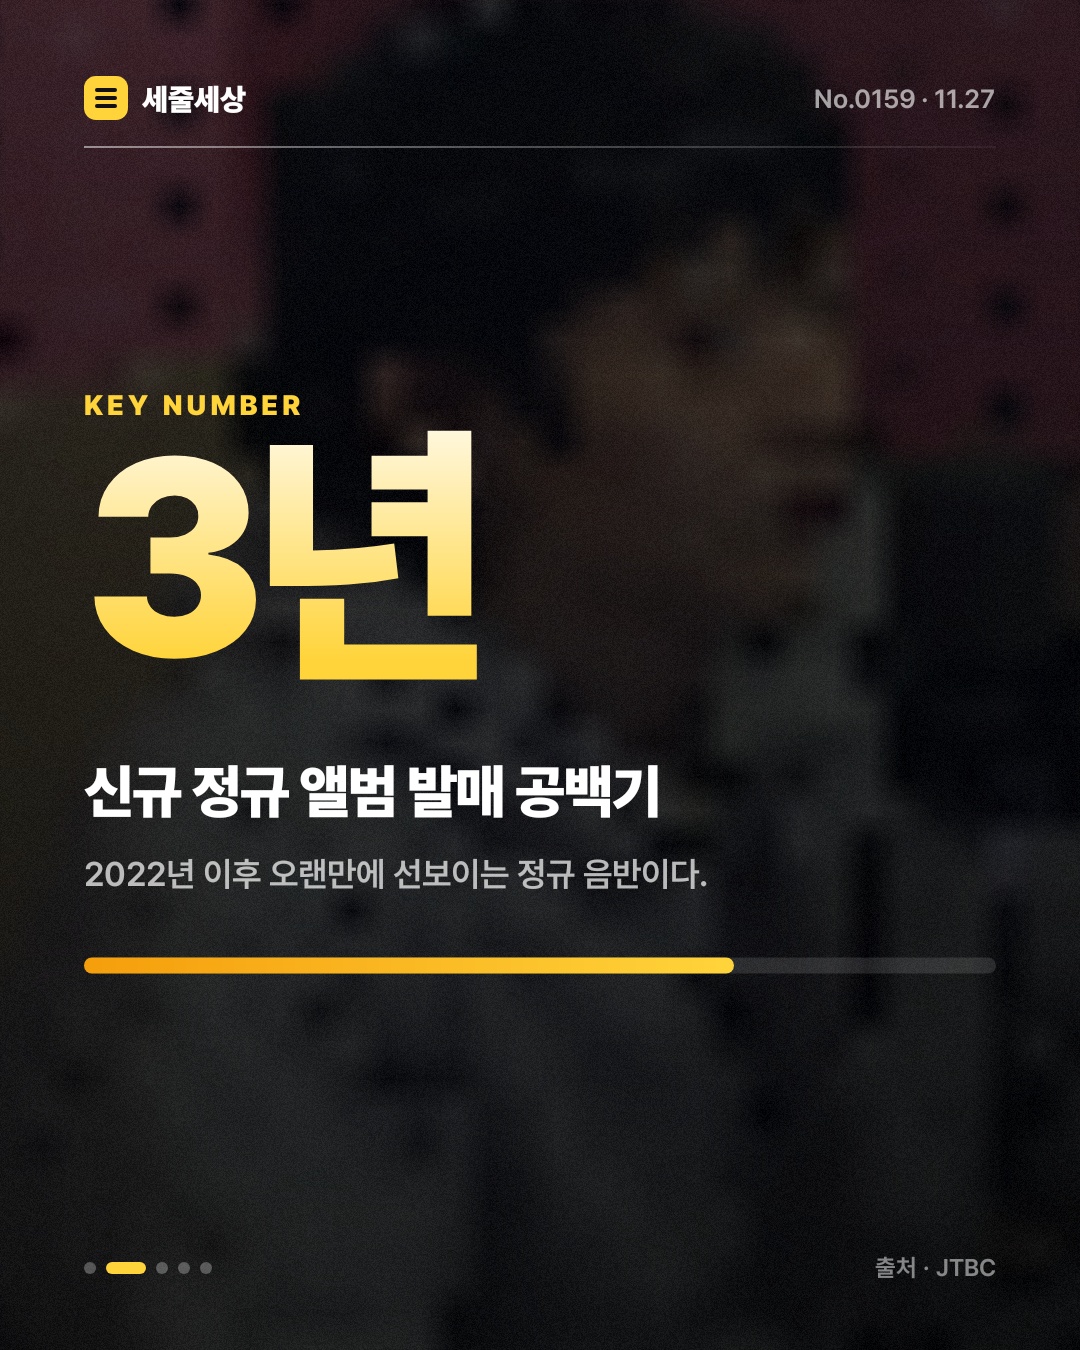 세줄세상
No.0159 · 11.27
KEY NUMBER
3년
신규 정규 앨범 발매 공백기
2022년 이후 오랜만에 선보이는 정규 음반이다.
출처 · JTBC